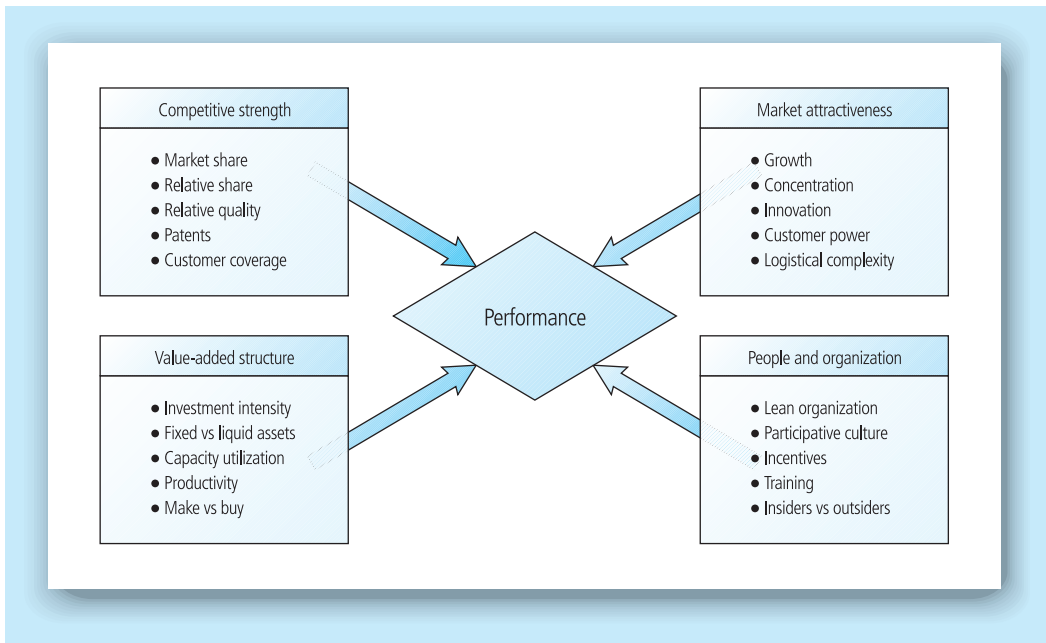 Competitive strength
● Market share
● Relative share
● Relative quality
● Patents
● Customer coverage
Market attractiveness
● Growth
● Concentration
● Innovation
● Customer power
● Logistical complexity
Performance
Value-added structure
● Investment intensity
● Fixed vs liquid assets
● Capacity utilization
● Productivity
● Make vs buy
People and organization
● Lean organization
● Participative culture
● Incentives
● Training
● Insiders vs outsiders